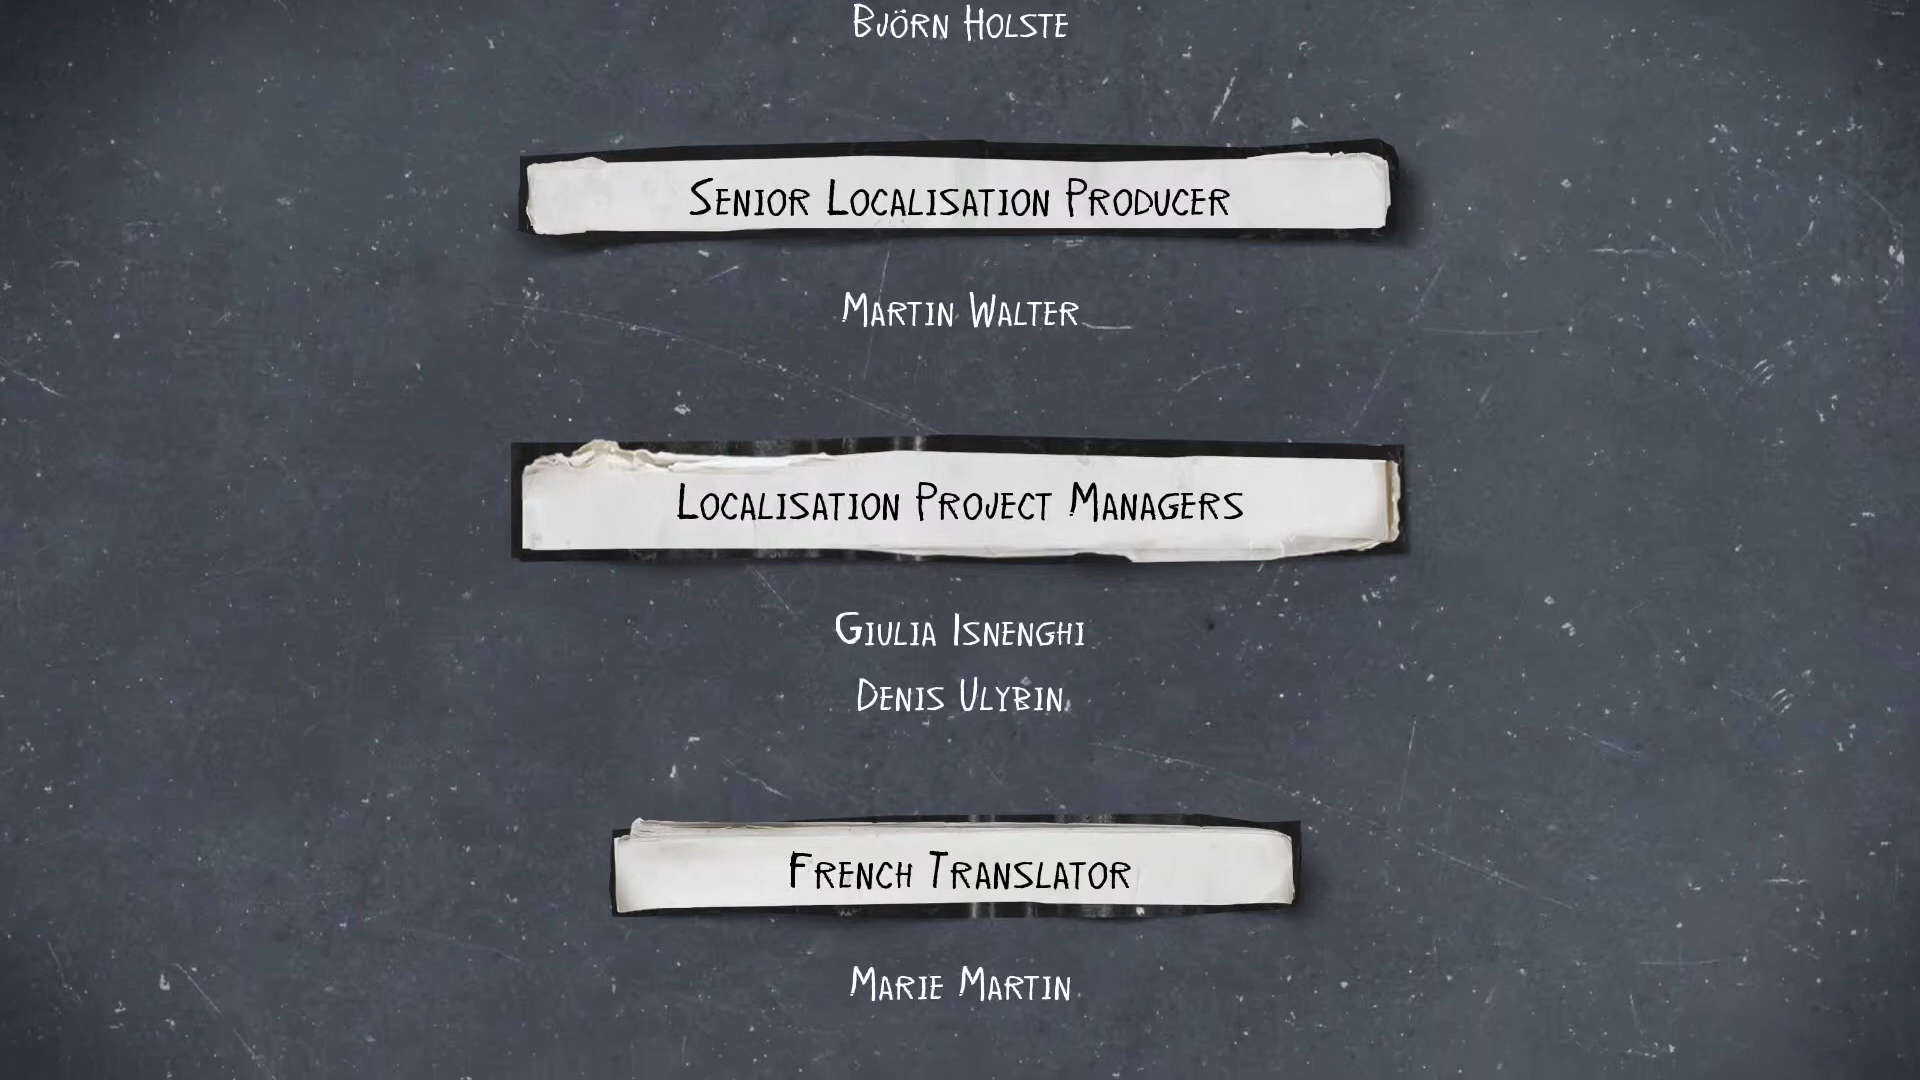 Björn Holste
Senior Localisation Producer
Martin Walter
Localisation Project Managers
Giulia Isnenghi
Denis Ulybin
French Translator
Marie Martin